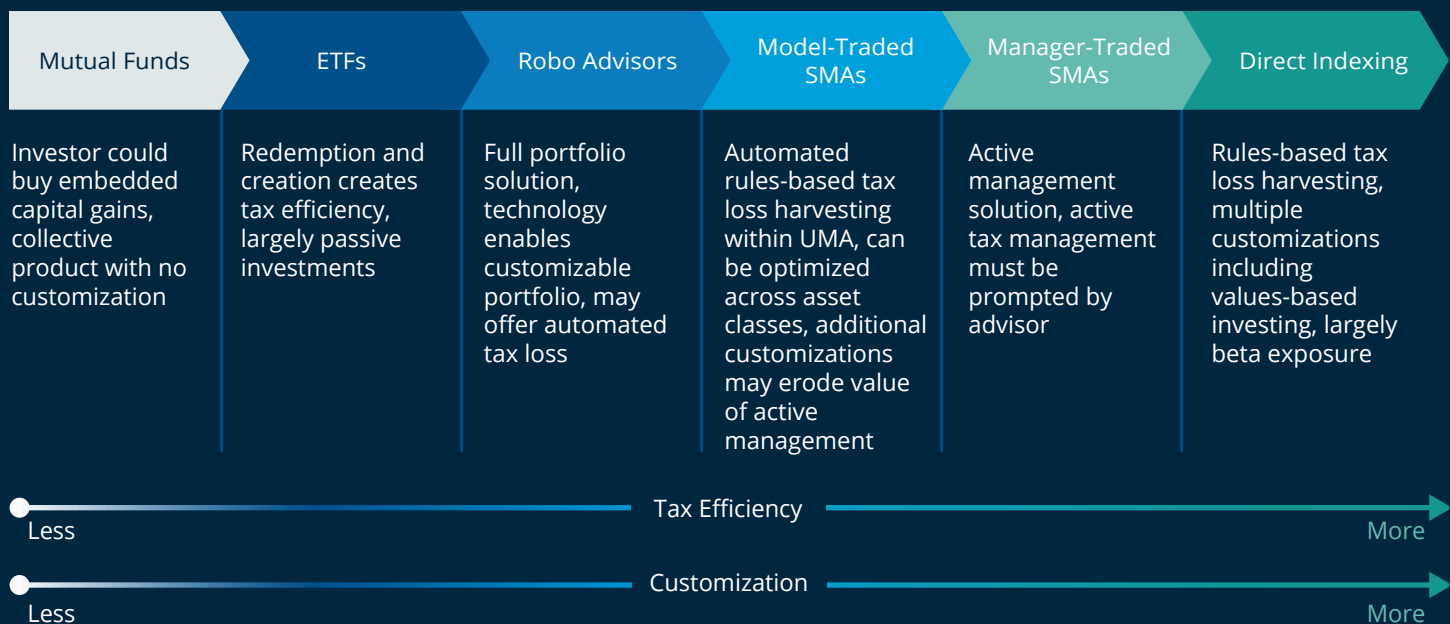 Mutual Funds
ETFs
Robo Advisors
Model-Traded
SMAs
Manager-Traded
SMAs
Direct Indexing
Investor could
buy embedded
capital gains,
collective
product with no
customization
Redemption and
creation creates
tax efficiency,
largely passive
investments
Full portfolio
solution,
technology
enables
customizable
portfolio, may
offer automated
tax loss
Automated
rules-based tax
loss harvesting
within UMA, can
be optimized
across asset
classes, additional
customizations
may erode value
of active
management
Active
management
solution, active
tax management
must be
prompted by
advisor
Rules-based tax
loss harvesting,
multiple
customizations
including
values-based
investing, largely
beta exposure
Tax Efficiency
Less
More
Customization
Less
More